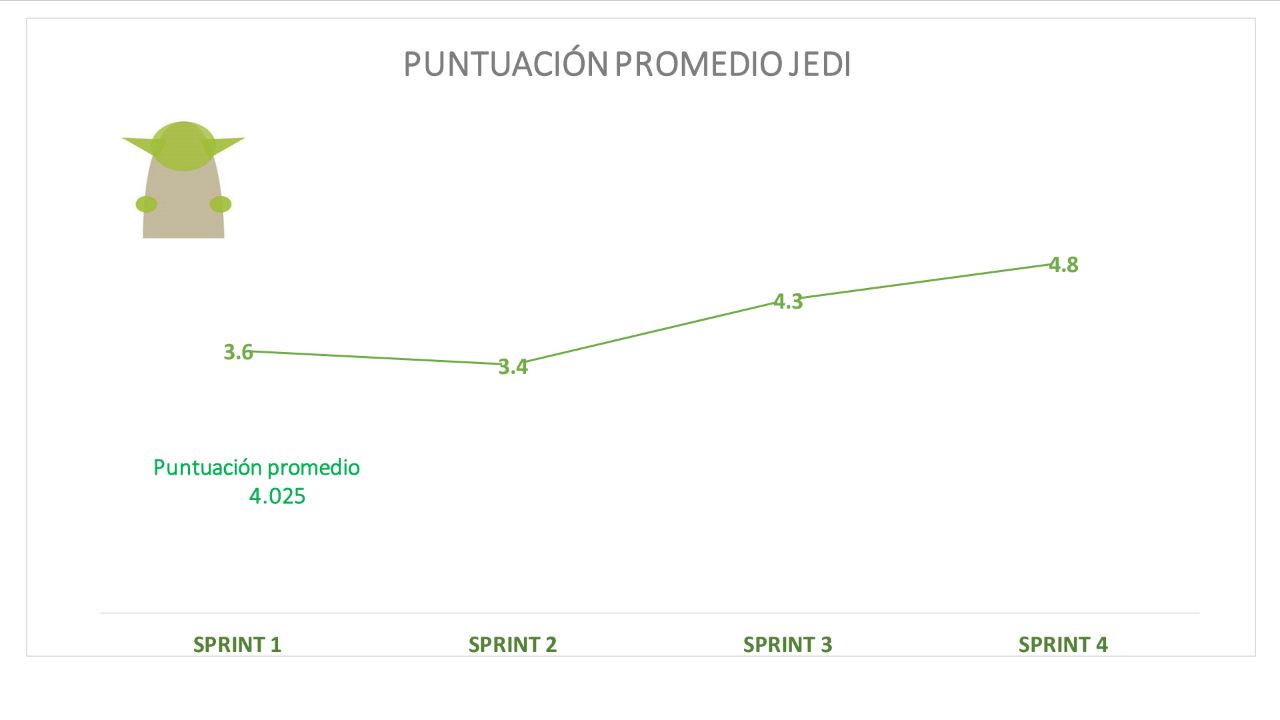 PUNTUACIÓN PROMEDIO JEDI
4.8
4.3
3.6
3.4
Puntuación promedio
4.025
SPRINT 1 SPRINT 2 SPRINT 3 SPRINT 4